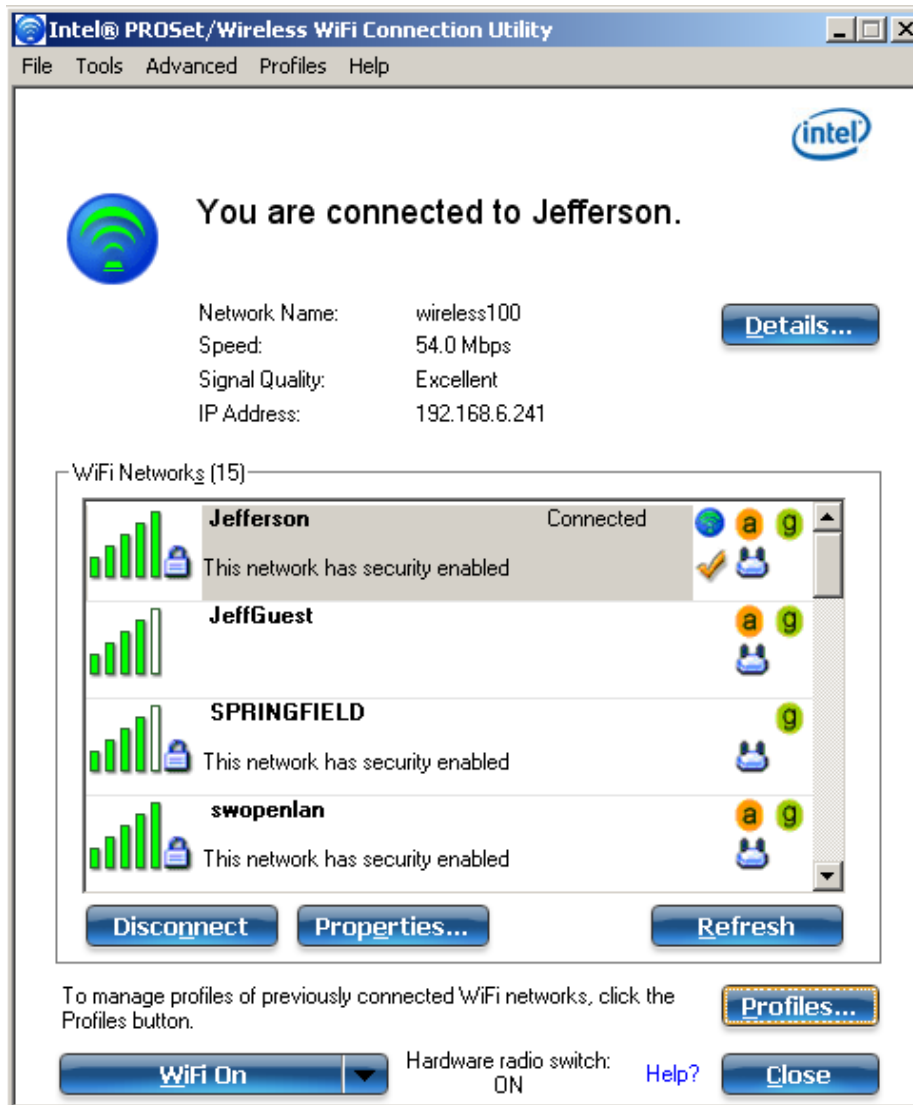 Intel® PROSet/Wireless WiFi Connection Utility
File Tools Advanced Profiles Help
intel
You are connected to Jefferson.
Network Name: wireless100
Details...
Speed: 54.0 Mbps
Signal Quality: Excellent
IP Address: 192.168.6.241
WiFi Networks (15)
Jefferson Connected a g
This network has security enabled
JeffGuest a g
SPRINGFIELD g
This network has security enabled
swopenlan a g
This network has security enabled
Disconnect Properties... Refresh
To manage profiles of previously connected WiFi networks, click the
Profiles button.
Profiles...
WiFi On
Hardware radio switch:
ON
Help?
Close